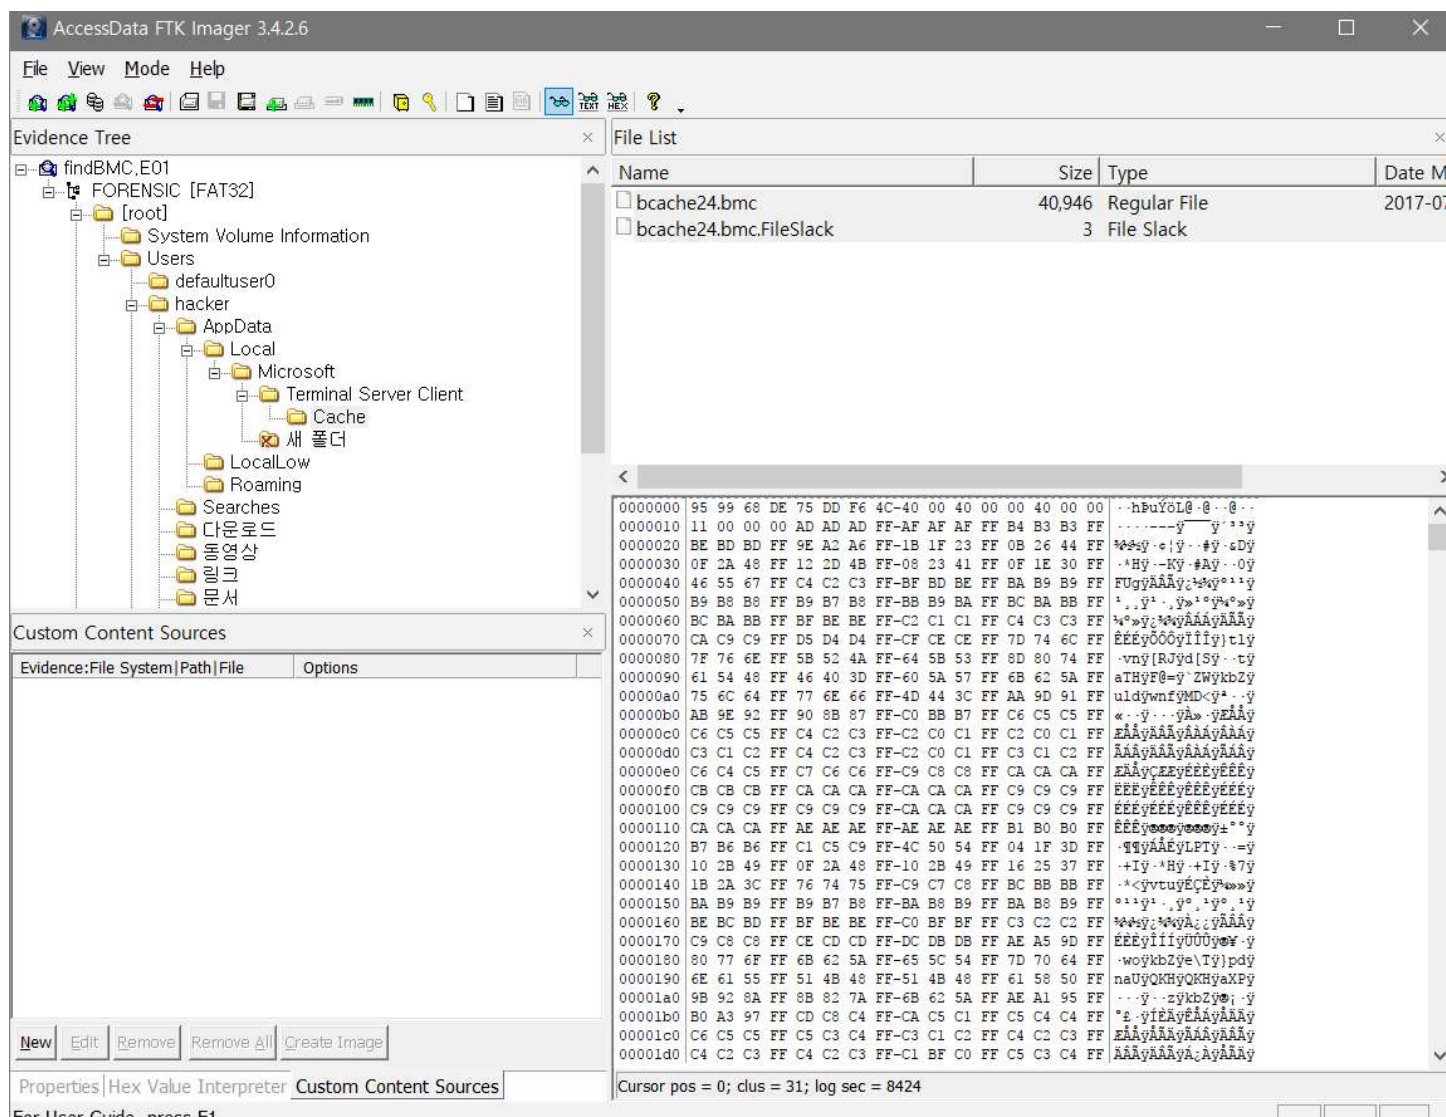 AccessData FTK Imager 3.4.2.6
File View Mode Help
Evidence Tree
findBMC.E01
FORENSIC [FAT32]
[root]
System Volume Information
Users
defaultuser0
hacker
AppData
Local
Microsoft
Terminal Server Client
Cache
새 폴더
LocalLow
Roaming
Searches
다운로드
동영상
링크
문서
File List
Name Size Type Date M
bcache24.bmc 40,946 Regular File 2017-07
bcache24.bmc.FileSlack 3 File Slack
0000000 95 99 68 DE 75 DD F6 4C-40 00 40 00 00 40 00 00
0000010 11 00 00 00 AD AD AD FF-AF AF AF FF B4 B3 B3 FF
0000020 BE BD BD FF 9E A2 A6 FF-1B 1F 23 FF 0B 26 44 FF
0000030 0F 2A 48 FF 12 2D 4B FF-08 23 41 FF 0F 1E 30 FF
0000040 46 55 67 FF C4 C2 C3 FF-BF BD BE FF BA B9 B9 FF
0000050 B9 B8 B8 FF B9 B7 B8 FF-BB B9 BA FF BC BA BB FF
0000060 BC BA BB FF BF BE BE FF-C2 C1 C1 FF C4 C3 C3 FF
0000070 CA C9 C9 FF D5 D4 D4 FF-CF CE CE FF 7D 74 6C FF
0000080 7F 76 6E FF 5B 52 4A FF-64 5B 53 FF 8D 80 74 FF
0000090 61 54 48 FF 46 40 3D FF-60 5A 57 FF 6B 62 5A FF
00000a0 75 6C 64 FF 77 6E 66 FF-4D 44 3C FF AA 9D 91 FF
00000b0 AB 9E 92 FF 90 8B 87 FF-C0 BB B7 FF C6 C5 C5 FF
00000c0 C6 C5 C5 FF C4 C2 C3 FF-C2 C0 C1 FF C2 C0 C1 FF
00000d0 C3 C1 C2 FF C4 C2 C3 FF-C2 C0 C1 FF C3 C1 C2 FF
00000e0 C6 C4 C5 FF C7 C6 C6 FF-C9 C8 C8 FF CA CA CA FF
00000f0 CB CB CB FF CA CA CA FF-CA CA CA FF C9 C9 C9 FF
0000100 C9 C9 C9 FF C9 C9 C9 FF-CA CA CA FF C9 C9 C9 FF
0000110 CA CA CA FF AE AE AE FF-AE AE AE FF B1 B0 B0 FF
0000120 B7 B6 B6 FF C1 C5 C9 FF-4C 50 54 FF 04 1F 3D FF
0000130 10 2B 49 FF 0F 2A 48 FF-10 2B 49 FF 16 25 37 FF
0000140 1B 2A 3C FF 76 74 75 FF-C9 C7 C8 FF BC BB BB FF
0000150 BA B9 B9 FF B9 B7 B8 FF-BA B8 B9 FF BA B8 B9 FF
0000160 BE BC BD FF BF BE BE FF-C0 BF BF FF C3 C2 C2 FF
0000170 C9 C8 C8 FF CE CD CD FF-DC DB DB FF AE A5 9D FF
0000180 80 77 6F FF 6B 62 5A FF-65 5C 54 FF 7D 70 64 FF
0000190 6E 61 55 FF 51 4B 48 FF-51 4B 48 FF 61 58 50 FF
00001a0 9B 92 8A FF 8B 82 7A FF-6B 62 5A FF AE A1 95 FF
00001b0 B0 A3 97 FF CD C8 C4 FF-CA C5 C1 FF C5 C4 C4 FF
00001c0 C6 C5 C5 FF C5 C3 C4 FF-C3 C1 C2 FF C4 C2 C3 FF
00001d0 C4 C2 C3 FF C4 C2 C3 FF-C1 BF C0 FF C5 C3 C4 FF
Cursor pos = 0; clus = 31; log sec = 8424
Custom Content Sources
Evidence:File System|Path|File Options
New Edit Remove Remove All Create Image
Properties Hex Value Interpreter Custom Content Sources
For User Guide, press F1